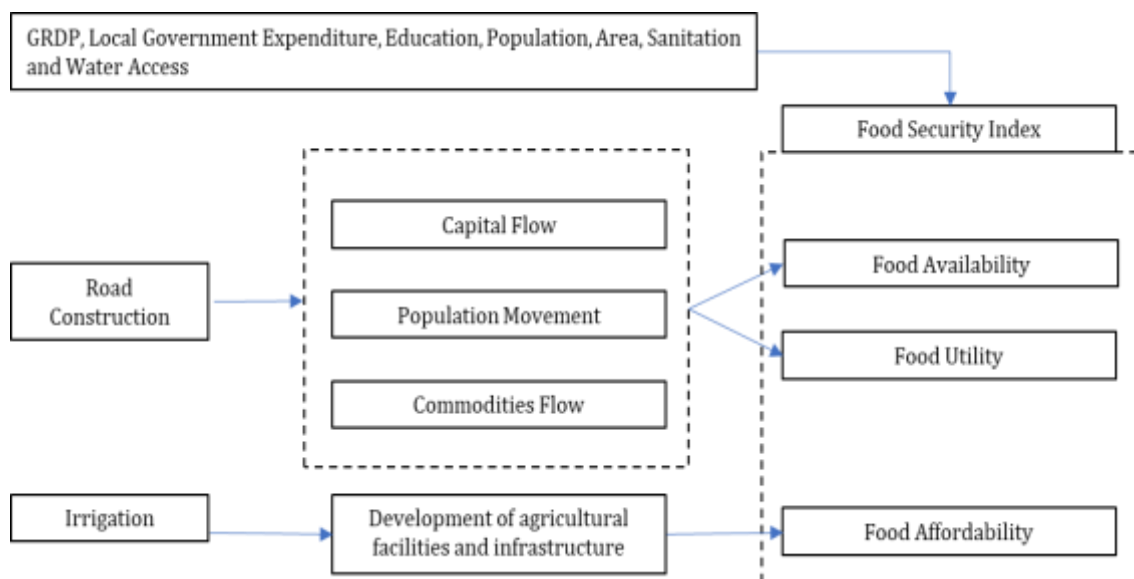 GRDP, Local Government Expenditure, Education, Population, Area, Sanitation
and Water Access
Food Security Index
Capital Flow
Road
Construction
Population Movement
Commodities Flow
Food Availability
Food Utility
Irrigation
Development of agricultural
facilities and infrastructure
Food Affordability